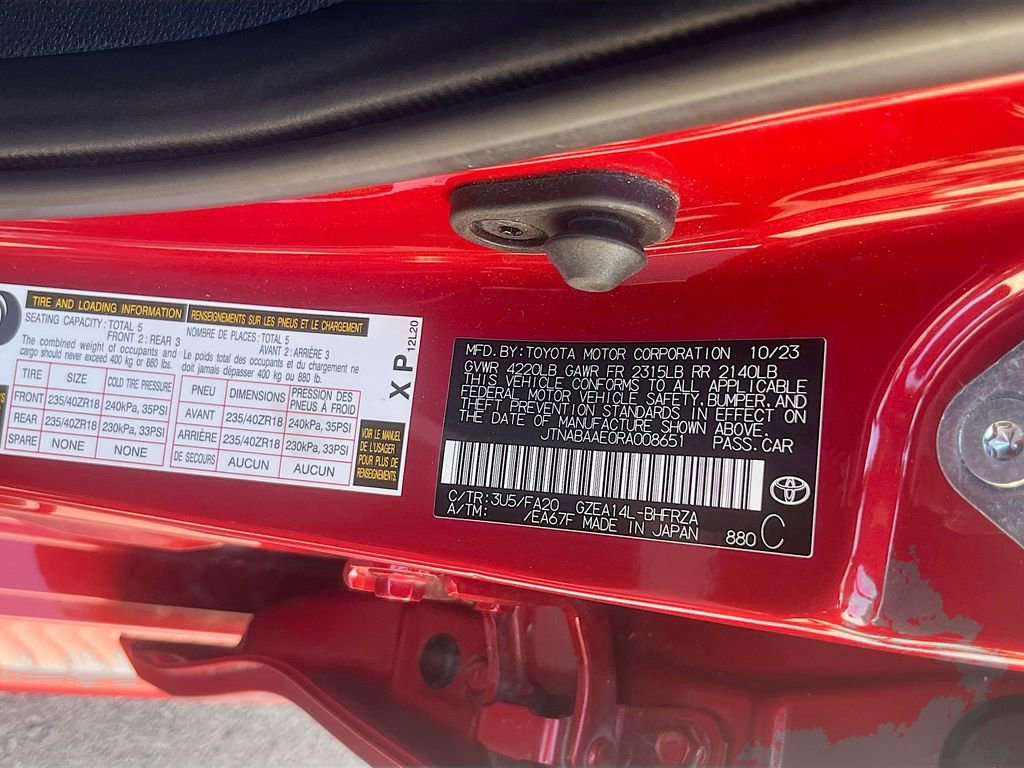 TIRE AND LOADING INFORMATION
RENSEIGNEMENTS SUR LES PNEUS ET LE CHARGEMENT
SEATING CAPACITY: TOTAL 5
FRONT 2: REAR 3
NOMBRE DE PLACES: TOTAL 5
AVANT 2: ARRIÈRE 3
The combined weight of occupants and
cargo should never exceed 400 kg or 880 lb.
Le poids total des occupants et du chargement ne
doit jamais dépasser 400 kg ou 880 lb.
TIRE SIZE COLD TIRE PRESSURE
FRONT 235/40ZR18 240kPa, 35PSI
REAR 235/40ZR18 230kPa, 33PSI
SPARE NONE NONE
PNEU DIMENSIONS PRESSION DES
PNEUS À FROID
AVANT 235/40ZR18 240kPa, 35PSI
ARRIÈRE 235/40ZR18 230kPa, 33PSI
DE SECOURS AUCUN AUCUN
VOIR LE MANUEL
DE L'USAGER
POUR PLUS DE
RENSEIGNEMENTS
XP
12L20
MFD.BY:TOYOTA MOTOR CORPORATION 10/23
GVWR 4220LB GAWR FR 2315LB RR 2140LB
THIS VEHICLE CONFORMS TO ALL APPLICABLE
FEDERAL MOTOR VEHICLE SAFETY,BUMPER,AND
THEFT PREVENTION STANDARDS IN EFFECT ON
THE DATE OF MANUFACTURE SHOWN ABOVE.
JTNABAAE0RA008651 PASS.CAR
C/TR:3U5/FA20 GZEA14L-BHFRZA
A/TM: /EA67F MADE IN JAPAN
880 C